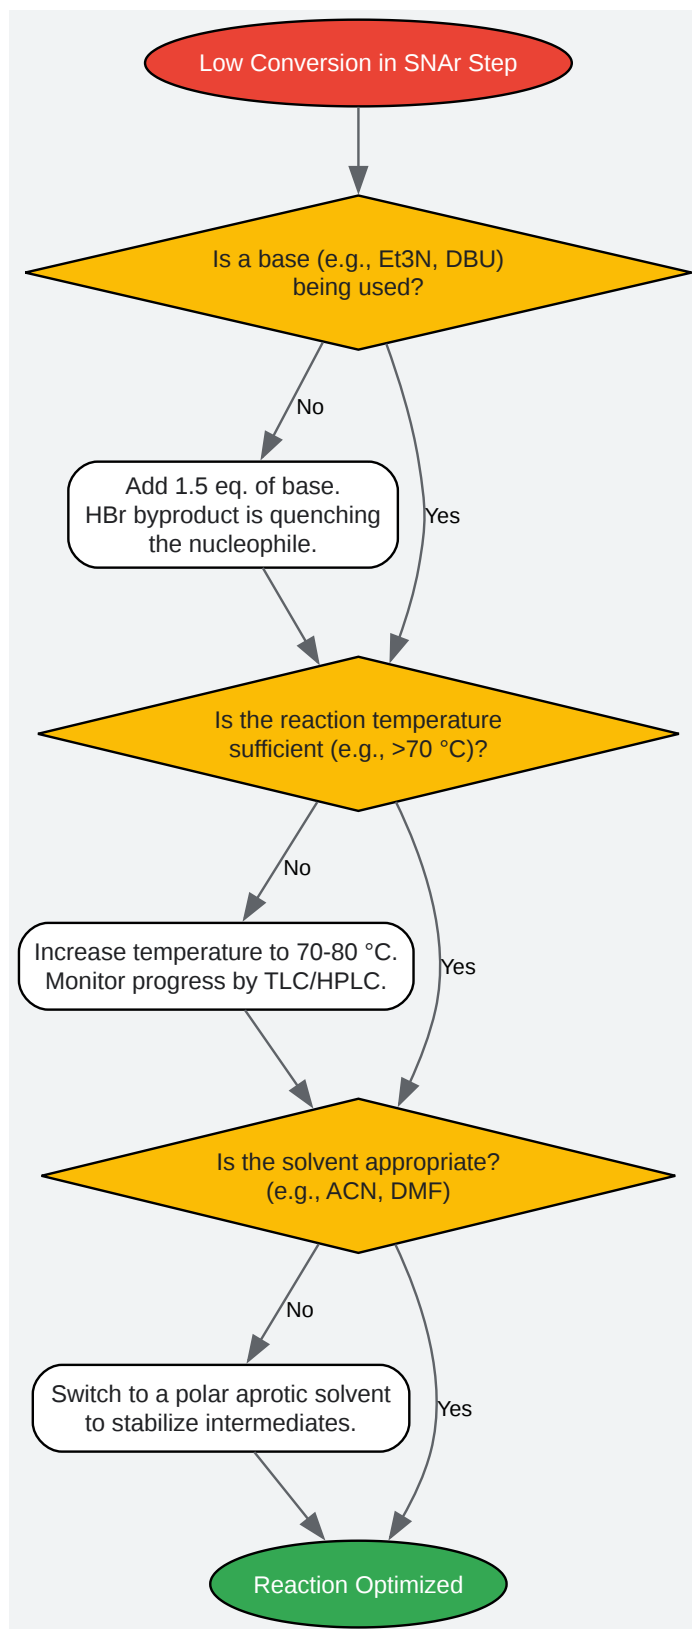 Low Conversion in SNAr Step
Is a base (e.g., Et3N, DBU)
being used?
No
Add 1.5 eq. of base.
HBr byproduct is quenching
the nucleophile.
Yes
Is the reaction temperature
sufficient (e.g., >70 °C)?
No
Increase temperature to 70-80 °C.
Monitor progress by TLC/HPLC.
Yes
Is the solvent appropriate?
(e.g., ACN, DMF)
No
Switch to a polar aprotic solvent
to stabilize intermediates.
Yes
Reaction Optimized